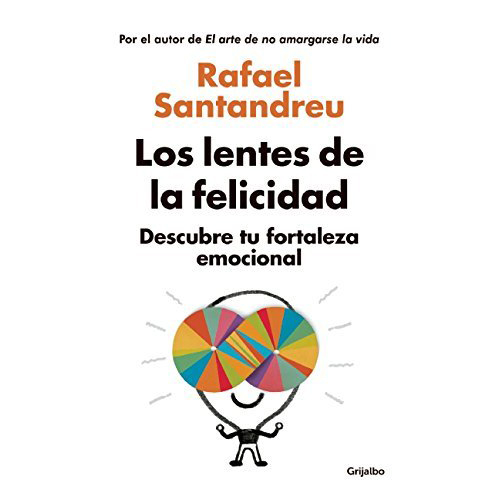 Por el autor de El arte de no amargarse la vida
Rafael
Santandreu
Los lentes de
la felicidad
Descubre tu fortaleza
emocional
Grijalbo